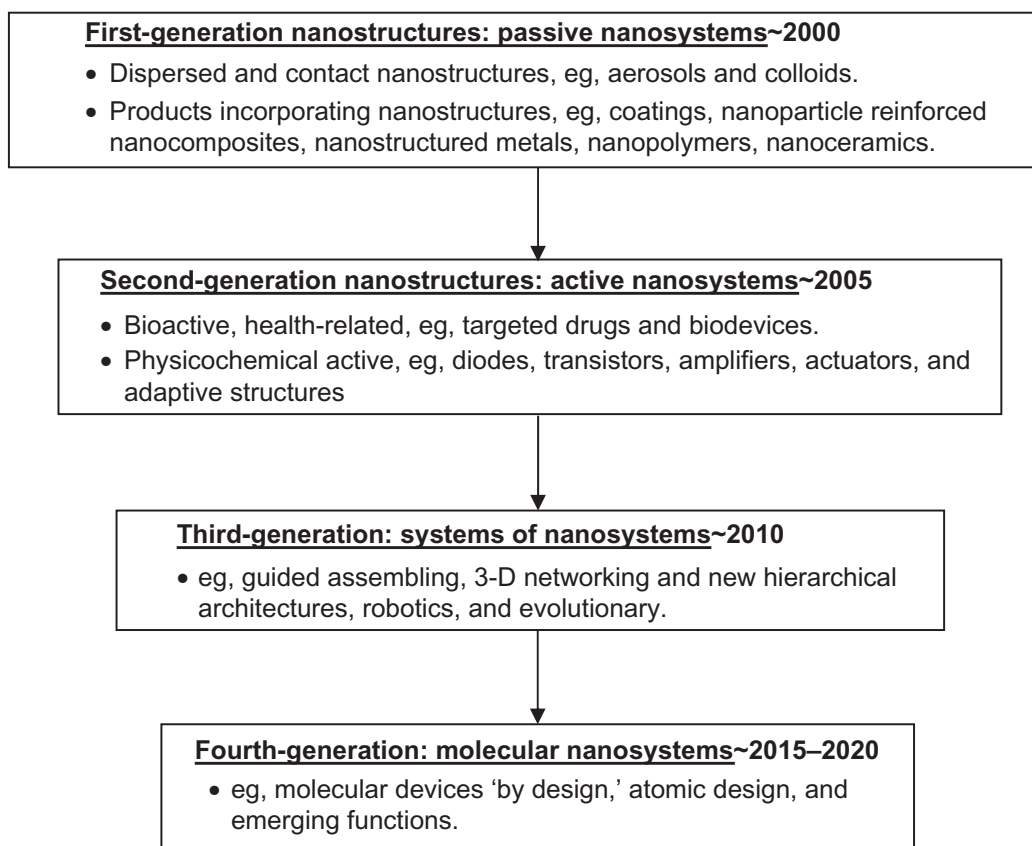 First-generation nanostructures: passive nanosystems~2000
• Dispersed and contact nanostructures, eg, aerosols and colloids.
• Products incorporating nanostructures, eg, coatings, nanoparticle reinforced
nanocomposites, nanostructured metals, nanopolymers, nanoceramics.
Second-generation nanostructures: active nanosystems~2005
• Bioactive, health-related, eg, targeted drugs and biodevices.
• Physicochemical active, eg, diodes, transistors, amplifiers, actuators, and
adaptive structures
Third-generation: systems of nanosystems~2010
• eg, guided assembling, 3-D networking and new hierarchical
architectures, robotics, and evolutionary.
Fourth-generation: molecular nanosystems~2015–2020
• eg, molecular devices ‘by design,’ atomic design, and
emerging functions.